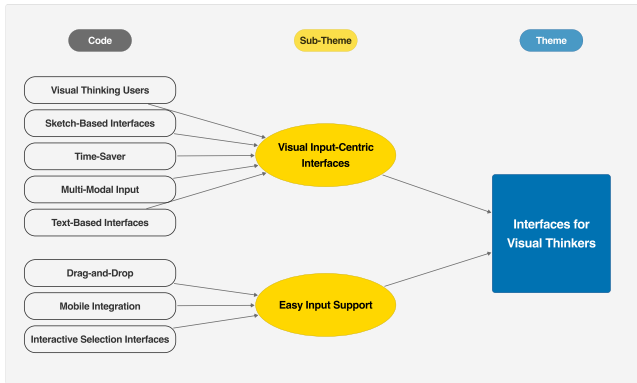 Code
Sub-Theme
Theme
Visual Thinking Users
Sketch-Based Interfaces
Time-Saver
Multi-Modal Input
Text-Based Interfaces
Visual Input-Centric
Interfaces
Interfaces for
Visual Thinkers
Drag-and-Drop
Mobile Integration
Interactive Selection Interfaces
Easy Input Support